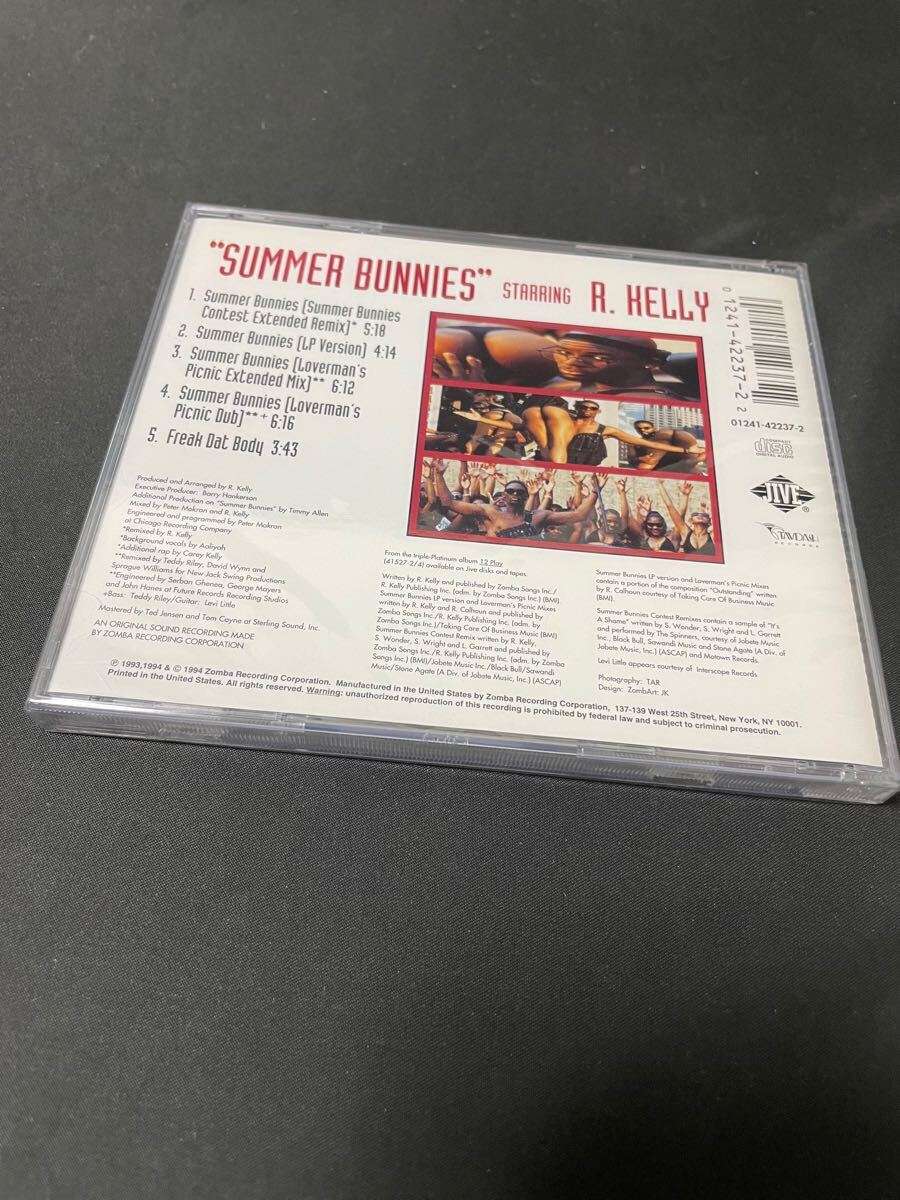 "SUMMER BUNNIES" STARRING R. KELLY
1. Summer Bunnies (Summer Bunnies
Contest Extended Remix)* 5:18
2. Summer Bunnies (LP Version) 4:14
3. Summer Bunnies (Loverman's
Picnic Extended Mix)** 6:12
4. Summer Bunnies (Loverman's
Picnic Dub)**+ 6:16
5. Freak Dat Body 3:43
Produced and Arranged by R. Kelly
Executive Producer: Barry Hankerson
Additional Production on "Summer Bunnies" by Timmy Allen
Mixed by Peter Mokran and R. Kelly
Engineered and programmed by Peter Mokran
at Chicago Recording Company
*Remixed by R. Kelly
*Background vocals by Aaliyah
*Additional rap by Carey Kelly
**Remixed by Teddy Riley, David Wynn and
Sprague Williams for New Jack Swing Productions
*Engineered by Serban Ghenea, George Mayers
and John Hanes at Future Records Recording Studios
+Bass: Teddy Riley/Guitar: Levi Little
Mastered by Ted Jensen and Tom Coyne at Sterling Sound, Inc.
AN ORIGINAL SOUND RECORDING MADE
BY ZOMBA RECORDING CORPORATION
From the triple-Platinum album 12 Play
(41527-2/4) available on Jive disks and tapes.
Written by R. Kelly and published by Zomba Songs Inc./
R. Kelly Publishing Inc. (adm. by Zomba Songs Inc.) (BMI).
Summer Bunnies LP version and Loverman's Picnic Mixes
written by R. Kelly and R. Calhoun and published by
Zomba Songs Inc./R. Kelly Publishing Inc. (adm. by
Zomba Songs Inc.)/Taking Care Of Business Music (BMI)
Summer Bunnies Contest Remix written by R. Kelly,
S. Wonder, S. Wright and L. Garrett and published by
Zomba Songs Inc./R. Kelly Publishing Inc. (adm. by Zomba
Songs Inc.) (BMI)/Jobete Music Inc./Black Bull/Sawandi
Music/Stone Agate (A Div. of Jobete Music, Inc.) (ASCAP)
Summer Bunnies LP version and Loverman's Picnic Mixes
contain a portion of the composition "Outstanding" written
by R. Calhoun courtesy of Taking Care Of Business Music
(BMI).
Summer Bunnies Contest Remixes contain a sample of "It's
A Shame" written by S. Wonder, S. Wright and L. Garrett
and performed by The Spinners, courtesy of Jobete Music
Inc., Black Bull, Sawandi Music and Stone Agate (A Div. of
Jobete Music, Inc.) (ASCAP) and Motown Records.
Levi Little appears courtesy of Interscope Records
Photography: TAR
Design: ZombArt: JK
℗ 1993,1994 & © 1994 Zomba Recording Corporation. Manufactured in the United States by Zomba Recording Corporation, 137-139 West 25th Street, New York, NY 10001.
Printed in the United States. All rights reserved. Warning: unauthorized reproduction of this recording is prohibited by federal law and subject to criminal prosecution.
0 1241-42237-2 2
01241-42237-2
COMPACT
disc
DIGITAL AUDIO
JIVE
®
RECORDS